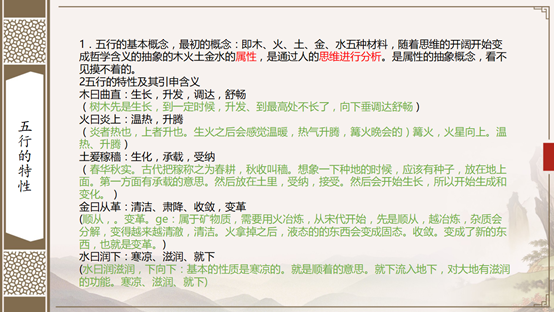 五行的特性
1．五行的基本概念，最初的概念：即木、火、土、金、水五种材料，随着思维的开阔开始变
成哲学含义的抽象的木火土金水的属性，是通过人的思维进行分析。是属性的抽象概念，看不
见摸不着的。
2五行的特性及其引申含义
木曰曲直：生长，升发，调达，舒畅
（树木先是生长，到一定时候，升发、到最高处不长了，向下垂调达舒畅）
火曰炎上：温热，升腾
（炎者热也，上者升也。生火之后会感觉温暖，热气升腾，篝火晚会的）篝火，火星向上。温
热、升腾）
土爰稼穑：生化，承载，受纳
（春华秋实。古代把稼称之为春耕，秋收叫穑。想象一下种地的时候，应该有种子，放在地上
面。第一方面有承载的意思。然后放在土里，受纳，接受。然后会开始生长，所以开始生成和
变化。）
金曰从革：清洁、肃降、收敛，变革
(顺从，。变革。ge：属于矿物质，需要用火冶炼，从宋代开始，先是顺从，越冶炼，杂质会
分解，变得越来越清澈，清洁。火拿掉之后，液态的的东西会变成固态。收敛。变成了新的东
西，也就是变革。)
水曰润下：寒凉、滋润、就下
(水曰润滋润，下向下：基本的性质是寒凉的。就是顺着的意思。就下流入地下，对大地有滋润
的功能。寒凉、滋润、就下)